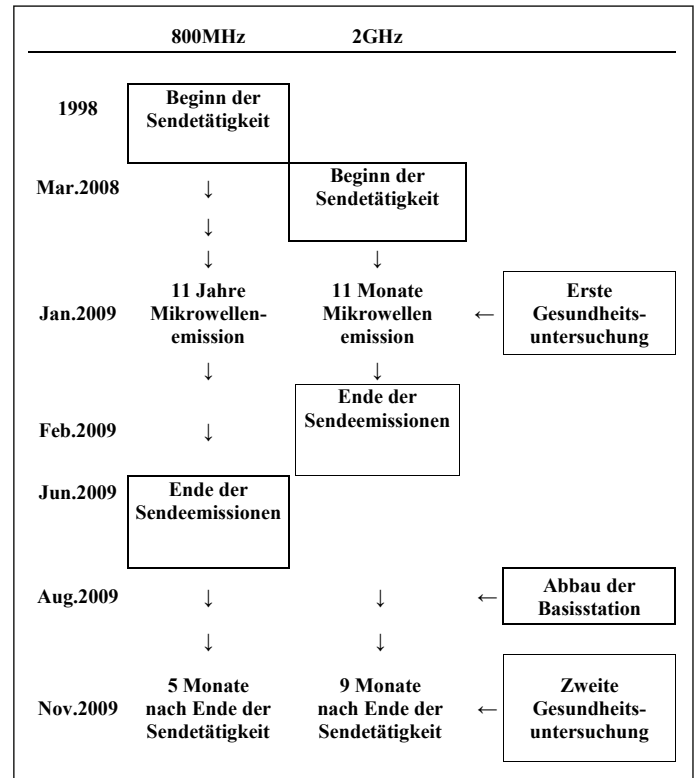 800MHz 2GHz
1998
Beginn der
Sendetätigkeit
Mar.2008
↓
Beginn der
Sendetätigkeit
↓
↓ ↓
Jan.2009
11 Jahre
Mikrowellen-
emission
11 Monate
Mikrowellen
emission
←
Erste
Gesundheits-
untersuchung
↓ ↓
Feb.2009
↓
Ende der
Sendeemissionen
Jun.2009
Ende der
Sendeemissionen
Aug.2009
↓ ↓ ←
Abbau der
Basisstation
↓ ↓
Nov.2009
5 Monate
nach Ende der
Sendetätigkeit
9 Monate
nach Ende der
Sendetätigkeit
←
Zweite
Gesundheits-
untersuchung